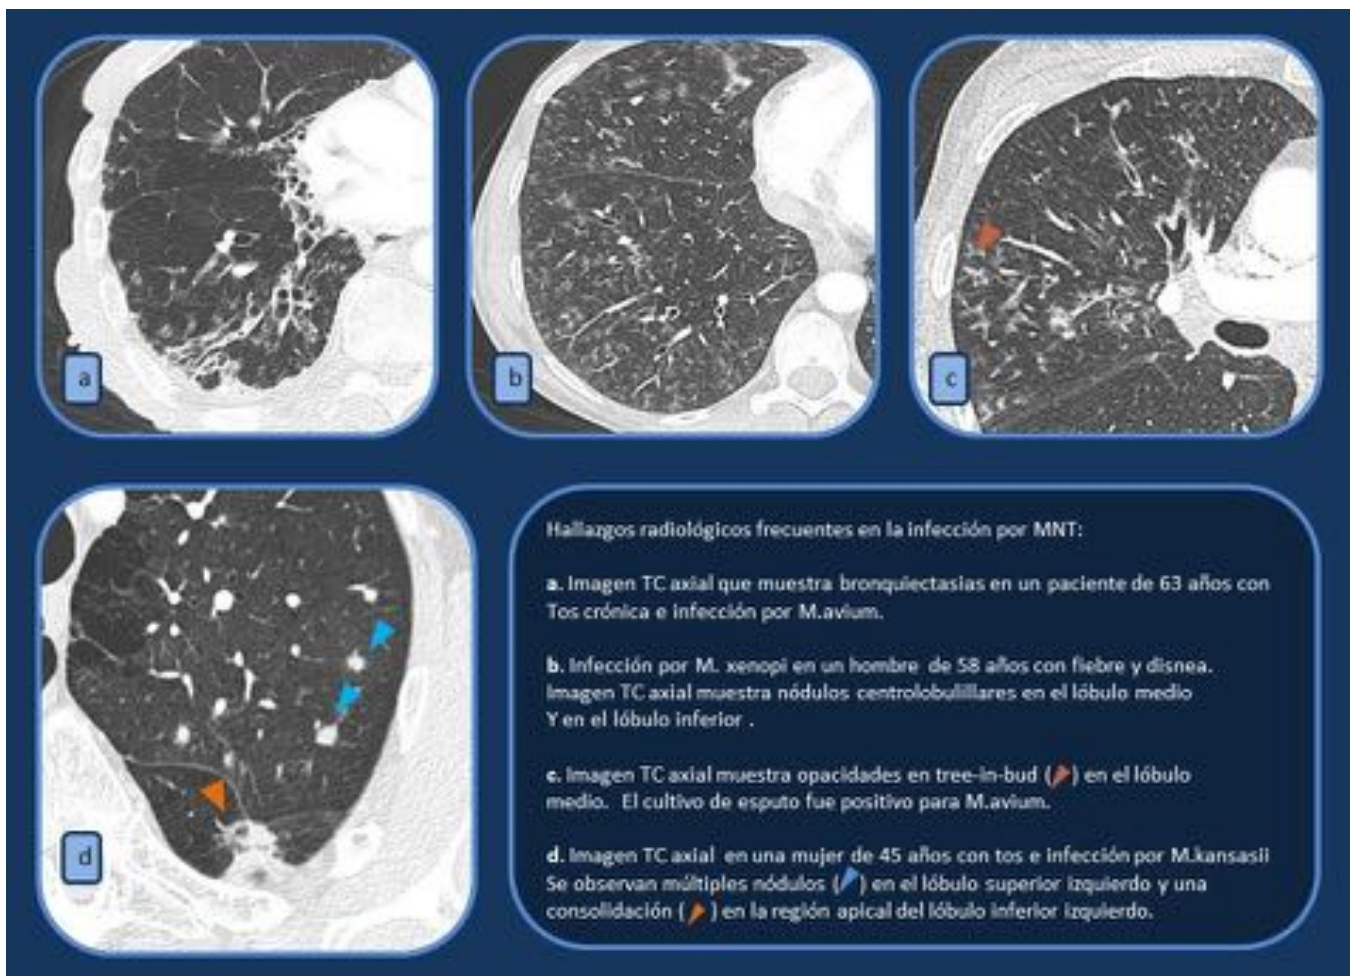 a
b
c
d
Hallazgos radiológicos frecuentes en la infección por MNT:
a. Imagen TC axial que muestra bronquiectasias en un paciente de 63 años con
Tos crónica e infección por M.avium.
b. Infección por M. xenopi en un hombre de 58 años con fiebre y disnea.
Imagen TC axial muestra nódulos centrolobulillares en el lóbulo medio
Y en el lóbulo inferior .
c. Imagen TC axial muestra opacidades en tree-in-bud ( ) en el lóbulo
medio. El cultivo de esputo fue positivo para M.avium.
d. Imagen TC axial en una mujer de 45 años con tos e infección por M.kansasii
Se observan múltiples nódulos ( ) en el lóbulo superior izquierdo y una
consolidación ( ) en la región apical del lóbulo inferior izquierdo.